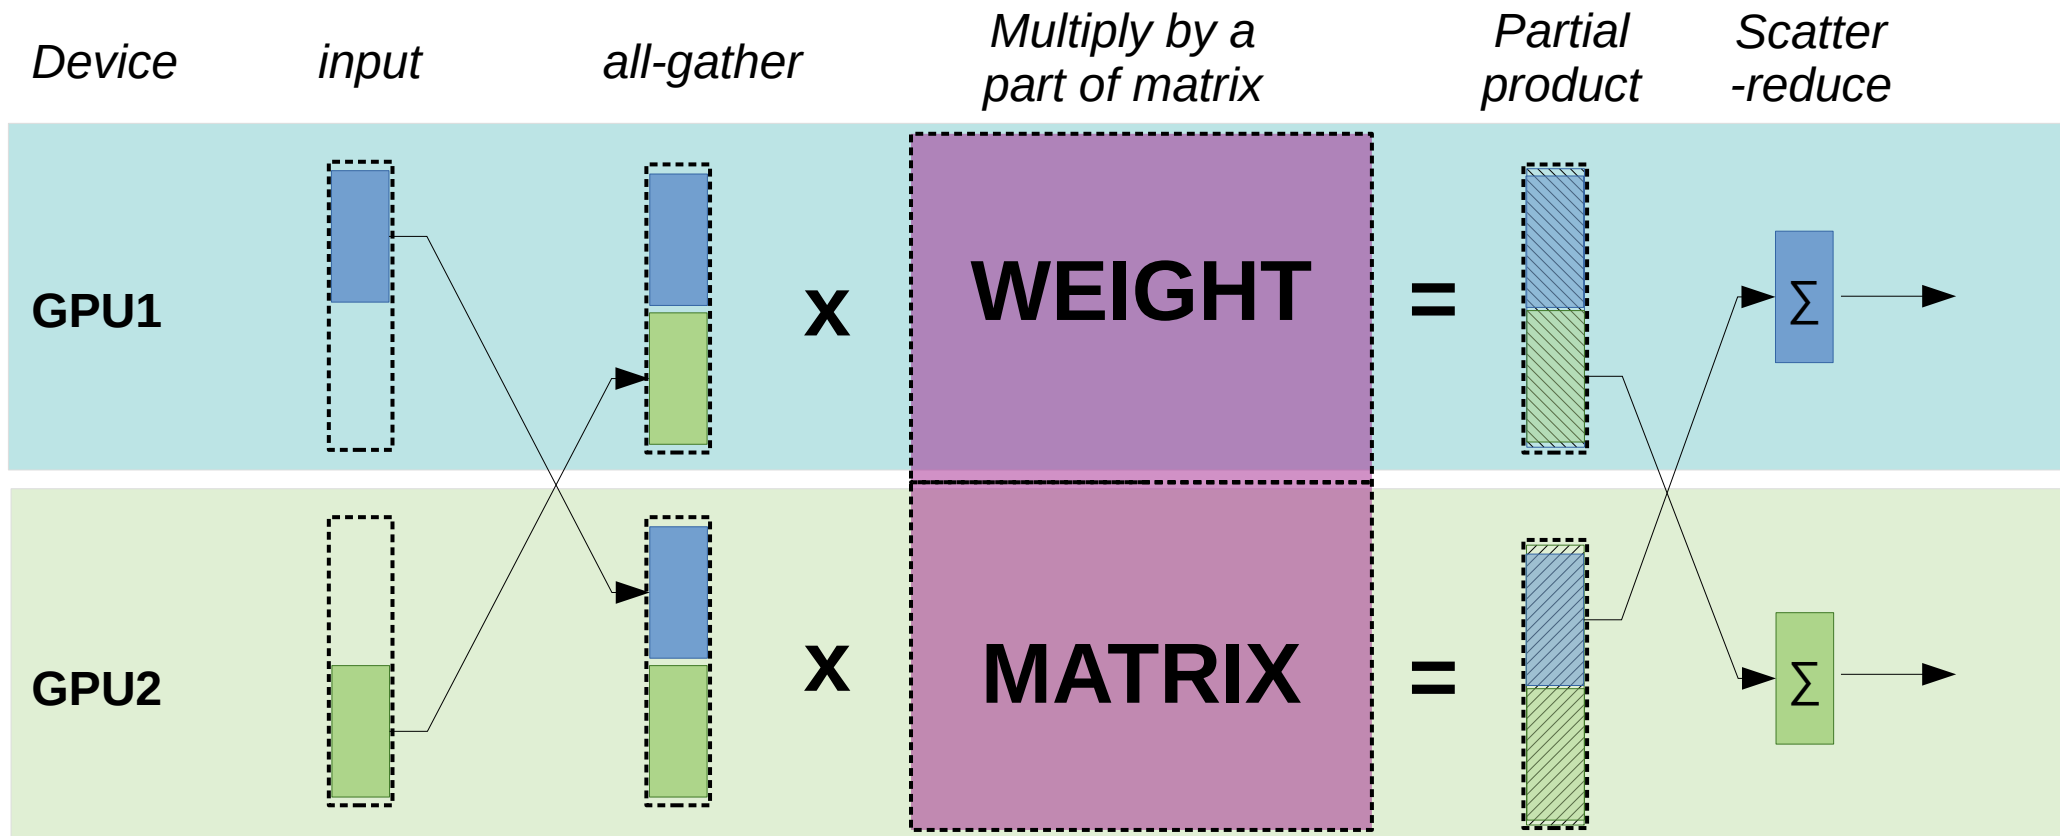 Device
input
all-gather
Multiply by a
part of matrix
Partial
product
Scatter
-reduce
GPU1
x
WEIGHT
=
∑
GPU2
x
MATRIX
=
∑